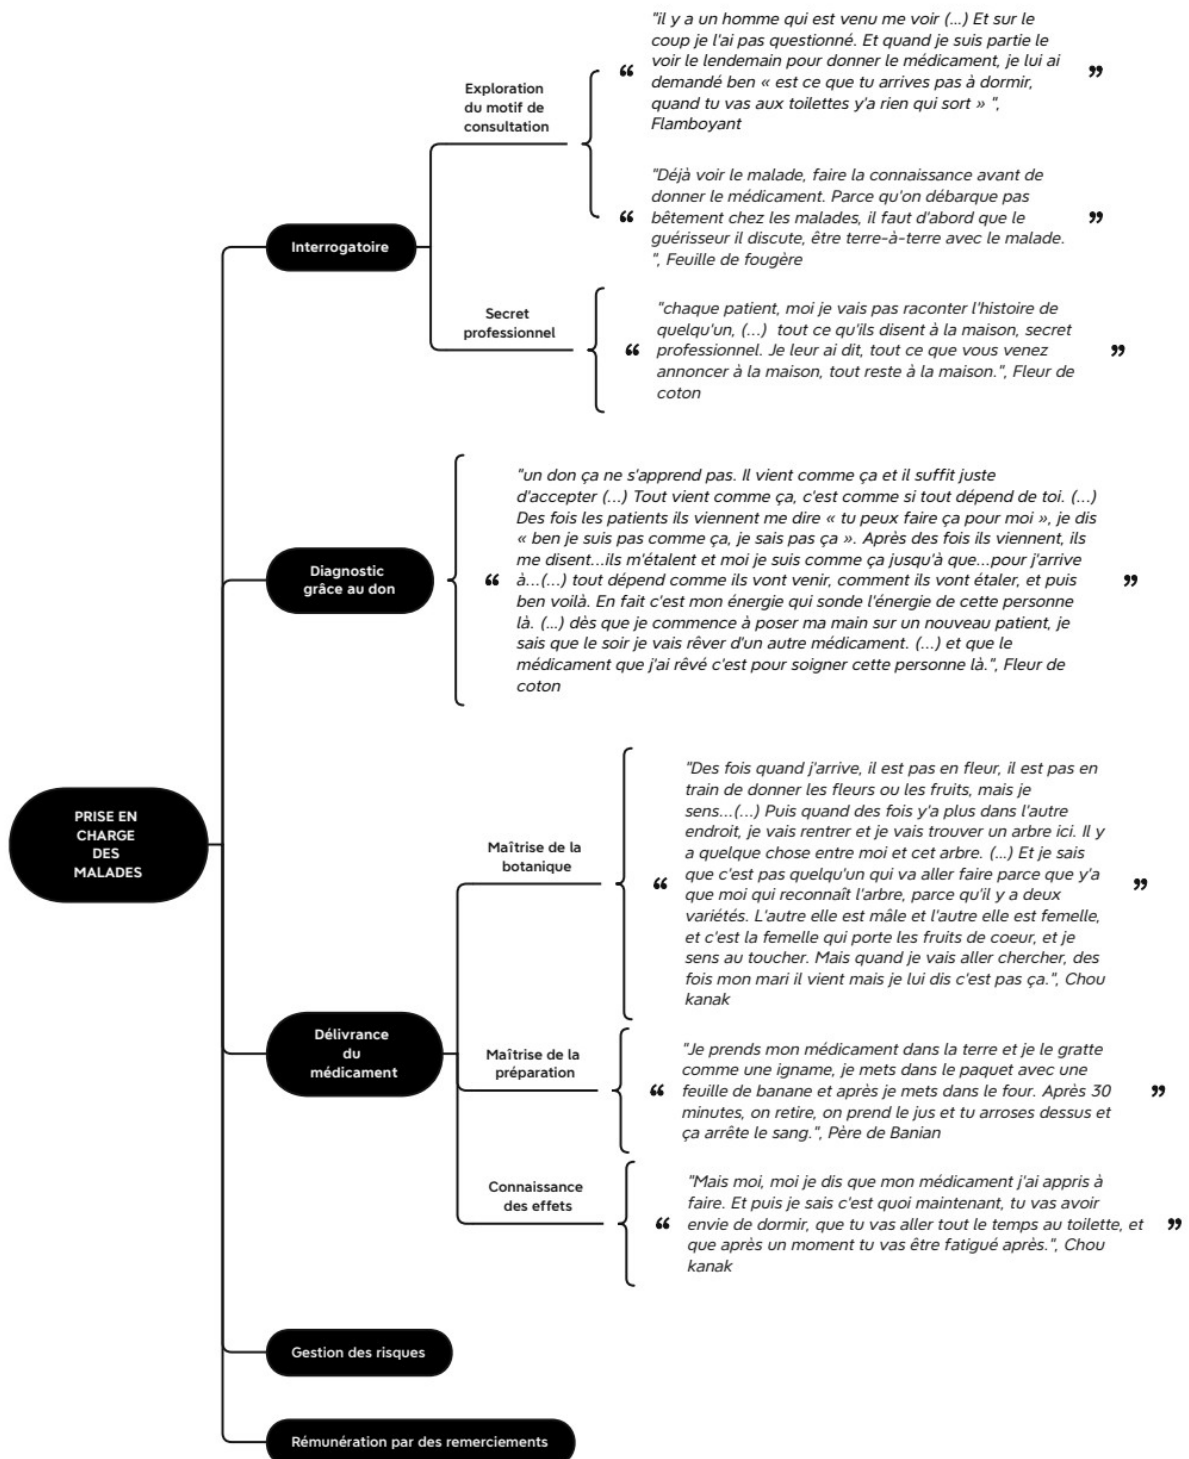 PRISE EN
CHARGE
DES
MALADES
Interrogatoire
Exploration
du motif de
consultation
"il y a un homme qui est venu me voir (...) Et sur le
coup je l'ai pas questionné. Et quand je suis partie le
voir le lendemain pour donner le médicament, je lui ai
demandé ben « est ce que tu arrives pas à dormir,
quand tu vas aux toilettes y'a rien qui sort » ",
Flamboyant
"Déjà voir le malade, faire la connaissance avant de
donner le médicament. Parce qu'on débarque pas
bêtement chez les malades, il faut d'abord que le
guérisseur il discute, être terre-à-terre avec le malade.
", Feuille de fougère
Secret
professionnel
"chaque patient, moi je vais pas raconter l'histoire de
quelqu'un, (...) tout ce qu'ils disent à la maison, secret
professionnel. Je leur ai dit, tout ce que vous venez
annoncer à la maison, tout reste à la maison.", Fleur de
coton
Diagnostic
grâce au don
"un don ça ne s'apprend pas. Il vient comme ça et il suffit juste
d'accepter (...) Tout vient comme ça, c'est comme si tout dépend de toi. (...)
Des fois les patients ils viennent me dire « tu peux faire ça pour moi », je dis
« ben je suis pas comme ça, je sais pas ça ». Après des fois ils viennent, ils
me disent...ils m'étalent et moi je suis comme ça jusqu'à que...pour j'arrive
à...(...) tout dépend comme ils vont venir, comment ils vont étaler, et puis
ben voilà. En fait c'est mon énergie qui sonde l'énergie de cette personne
là. (...) dès que je commence à poser ma main sur un nouveau patient, je
sais que le soir je vais rêver d'un autre médicament. (...) et que le
médicament que j'ai rêvé c'est pour soigner cette personne là.", Fleur de
coton
Délivrance
du
médicament
Maîtrise de la
botanique
"Des fois quand j'arrive, il est pas en fleur, il est pas en
train de donner les fleurs ou les fruits, mais je
sens...(...) Puis quand des fois y'a plus dans l'autre
endroit, je vais rentrer et je vais trouver un arbre ici. Il y
a quelque chose entre moi et cet arbre. (...) Et je sais
que c'est pas quelqu'un qui va aller faire parce que y'a
que moi qui reconnaît l'arbre, parce qu'il y a deux
variétés. L'autre elle est mâle et l'autre elle est femelle,
et c'est la femelle qui porte les fruits de coeur, et je
sens au toucher. Mais quand je vais aller chercher, des
fois mon mari il vient mais je lui dis c'est pas ça.", Chou
kanak
Maîtrise de la
préparation
"Je prends mon médicament dans la terre et je le gratte
comme une igname, je mets dans le paquet avec une
feuille de banane et après je mets dans le four. Après 30
minutes, on retire, on prend le jus et tu arroses dessus et
ça arrête le sang.", Père de Banian
Connaissance
des effets
"Mais moi, moi je dis que mon médicament j'ai appris à
faire. Et puis je sais c'est quoi maintenant, tu vas avoir
envie de dormir, que tu vas aller tout le temps au toilette, et
que après un moment tu vas être fatigué après.", Chou
kanak
Gestion des risques
Rémunération par des remerciements